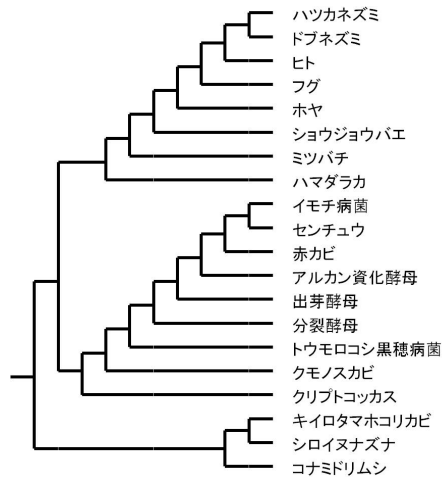 ハツカネズミ
ドブネズミ
ヒト
フグ
ホヤ
ショウジョウバエ
ミツバチ
ハマダラカ
イモチ病菌
センチュウ
赤カビ
アルカン資化酵母
出芽酵母
分裂酵母
トウモロコシ黒穂病菌
クモノスカビ
クリプトコッカス
キイロタマホコリカビ
シロイヌナズナ
コナミドリムシ